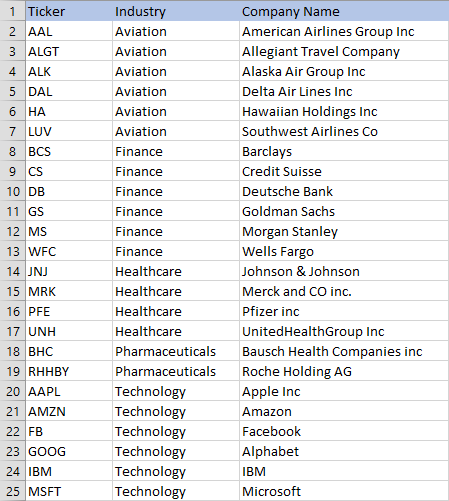 1 Ticker Industry Company Name
2 AAL Aviation American Airlines Group Inc
3 ALGT Aviation Allegiant Travel Company
4 ALK Aviation Alaska Air Group Inc
5 DAL Aviation Delta Air Lines Inc
6 HA Aviation Hawaiian Holdings Inc
7 LUV Aviation Southwest Airlines Co
8 BCS Finance Barclays
9 CS Finance Credit Suisse
10 DB Finance Deutsche Bank
11 GS Finance Goldman Sachs
12 MS Finance Morgan Stanley
13 WFC Finance Wells Fargo
14 JNJ Healthcare Johnson & Johnson
15 MRK Healthcare Merck and CO inc.
16 PFE Healthcare Pfizer inc
17 UNH Healthcare UnitedHealthGroup Inc
18 BHC Pharmaceuticals Bausch Health Companies inc
19 RHHBY Pharmaceuticals Roche Holding AG
20 AAPL Technology Apple Inc
21 AMZN Technology Amazon
22 FB Technology Facebook
23 GOOG Technology Alphabet
24 IBM Technology IBM
25 MSFT Technology Microsoft